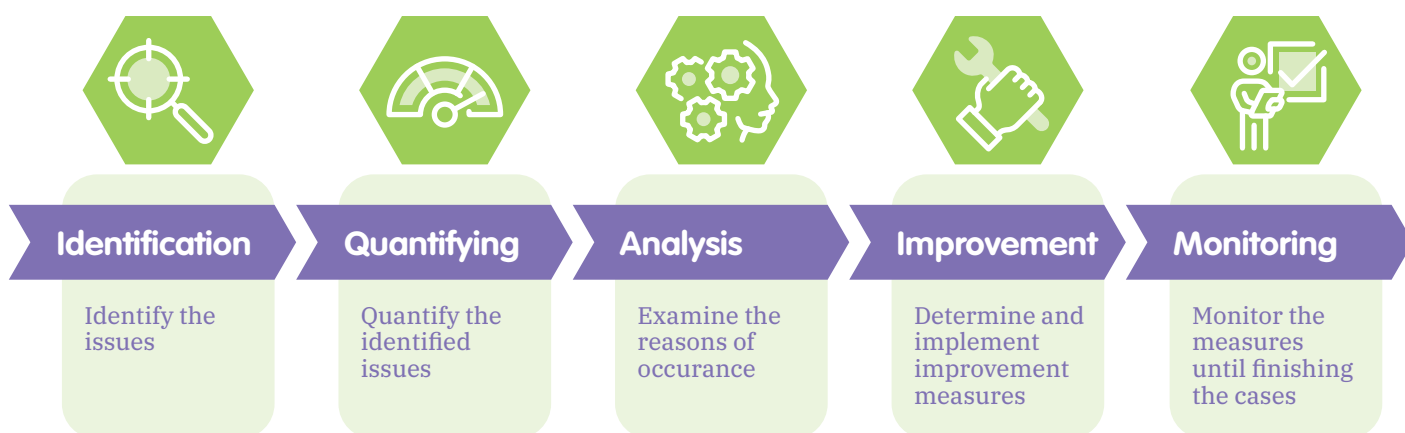 Identification
Identify the
issues
Quantifying
Quantify the
identified
issues
Analysis
Examine the
reasons of
occurance
Improvement
Determine and
implement
improvement
measures
Monitoring
Monitor the
measures
until finishing
the cases